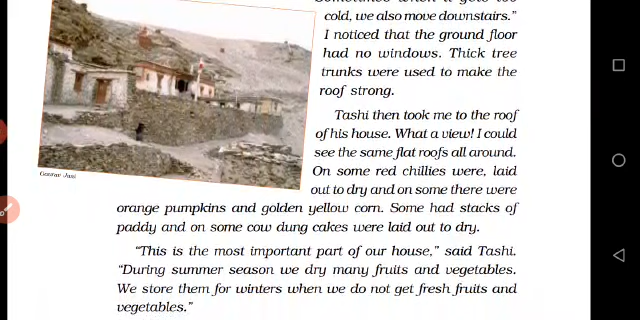 Sometimes when it gets too
cold, we also move downstairs."
I noticed that the ground floor
had no windows. Thick tree
trunks were used to make the
roof strong.
Tashi then took me to the roof
of his house. What a view! I could
see the same flat roofs all around.
On some red chillies were, laid
out to dry and on some there were
orange pumpkins and golden yellow corn. Some had stacks of
paddy and on some cow dung cakes were laid out to dry.
"This is the most important part of our house," said Tashi.
"During summer season we dry many fruits and vegetables.
We store them for winters when we do not get fresh fruits and
vegetables."